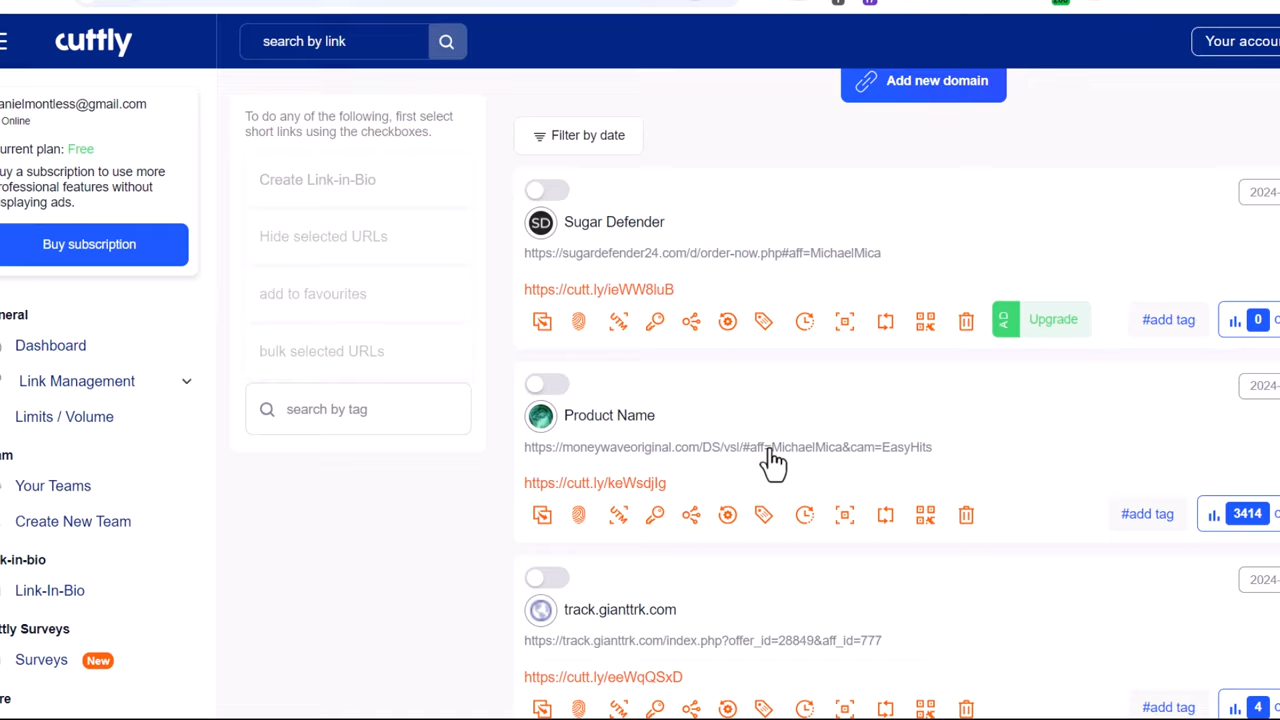 cuttly
search by link
Your accou
anielmontless@gmail.com
Online
urrent plan: Free
uy a subscription to use more
rofessional features without
splaying ads.
Buy subscription
neral
Dashboard
Link Management
Limits / Volume
am
Your Teams
Create New Team
k-in-bio
Link-In-Bio
ttly Surveys
Surveys New
re
To do any of the following, first select
short links using the checkboxes.
Create Link-in-Bio
Hide selected URLs
add to favourites
bulk selected URLs
search by tag
Add new domain
Filter by date
2024-
SD Sugar Defender
https://sugardefender24.com/d/order-now.php#aff=MichaelMica
https://cutt.ly/ieWW8luB
UTM
AD Upgrade
#add tag
0
2024-
Product Name
https://moneywaveoriginal.com/DS/vsl/#aff=MichaelMica&cam=EasyHits
https://cutt.ly/keWsdjIg
UTM
#add tag
3414
2024-
track.gianttrk.com
https://track.gianttrk.com/index.php?offer_id=28849&aff_id=777
https://cutt.ly/eeWqQSxD
UTM
#add tag
4